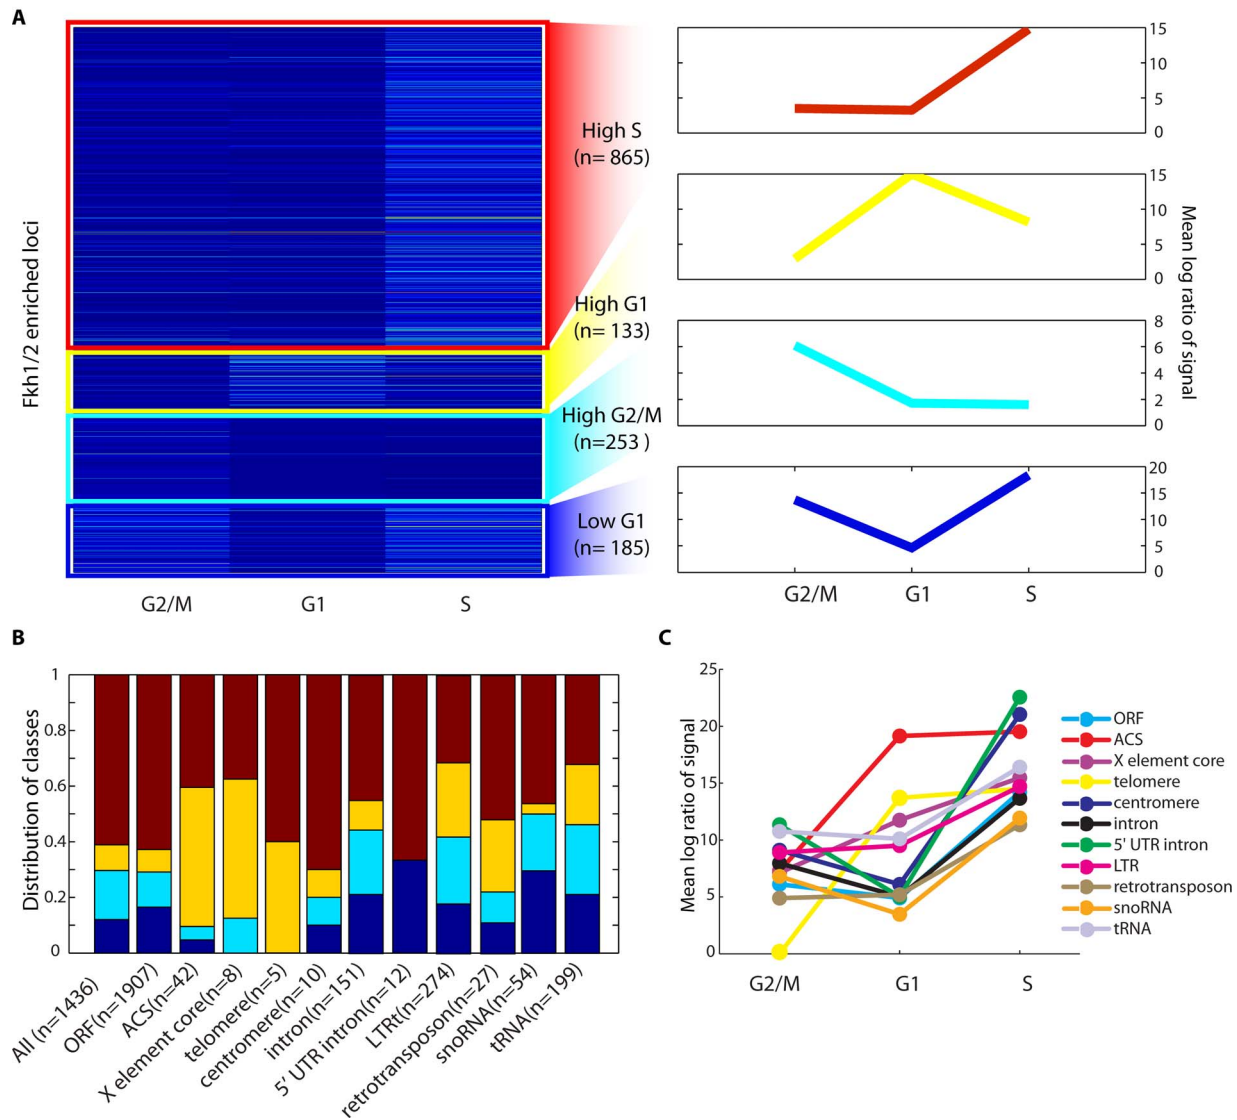 A
Fkh1/2 enriched loci
High S
(n= 865)
High G1
(n= 133)
High G2/M
(n=253 )
Low G1
(n= 185)
G2/M
G1
S
15
10
5
0
15
10
5
0
8
6
4
2
0
20
15
10
5
0
Mean log ratio of signal
G2/M
G1
S
B
Distribution of classes
1
0.8
0.6
0.4
0.2
0
All (n=1436)
ORF(n=1907)
ACS(n=42)
X element core(n=8)
telomere(n=5)
centromere(n=10)
intron(n=151)
5' UTR intron(n=12)
LTRt(n=274)
retrotransposon(n=27)
snoRNA(n=54)
tRNA(n=199)
C
Mean log ratio of signal
25
20
15
10
5
0
G2/M
G1
S
ORF
ACS
X element core
telomere
centromere
intron
5' UTR intron
LTR
retrotransposon
snoRNA
tRNA